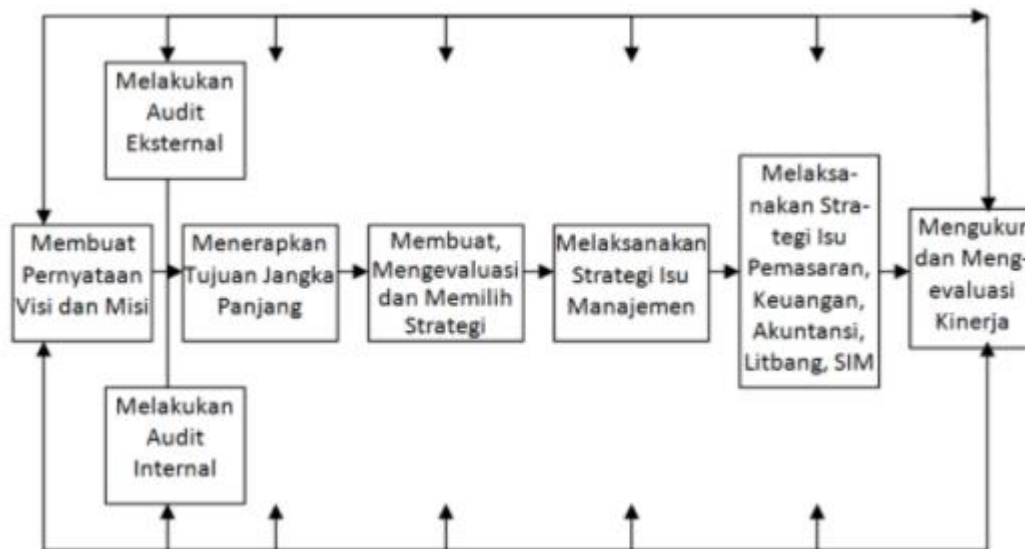 Melakukan
Audit
Eksternal
Membuat
Pernyataan
Visi dan Misi
Menerapkan
Tujuan Jangka
Panjang
Membuat,
Mengevaluasi
dan Memilih
Strategi
Melaksanakan
Strategi Isu
Manajemen
Melaksa-
nakan Stra-
tegi Isu
Pemasaran,
Keuangan,
Akuntansi,
Litbang, SIM
Mengukur
dan Meng-
evaluasi
Kinerja
Melakukan
Audit
Internal